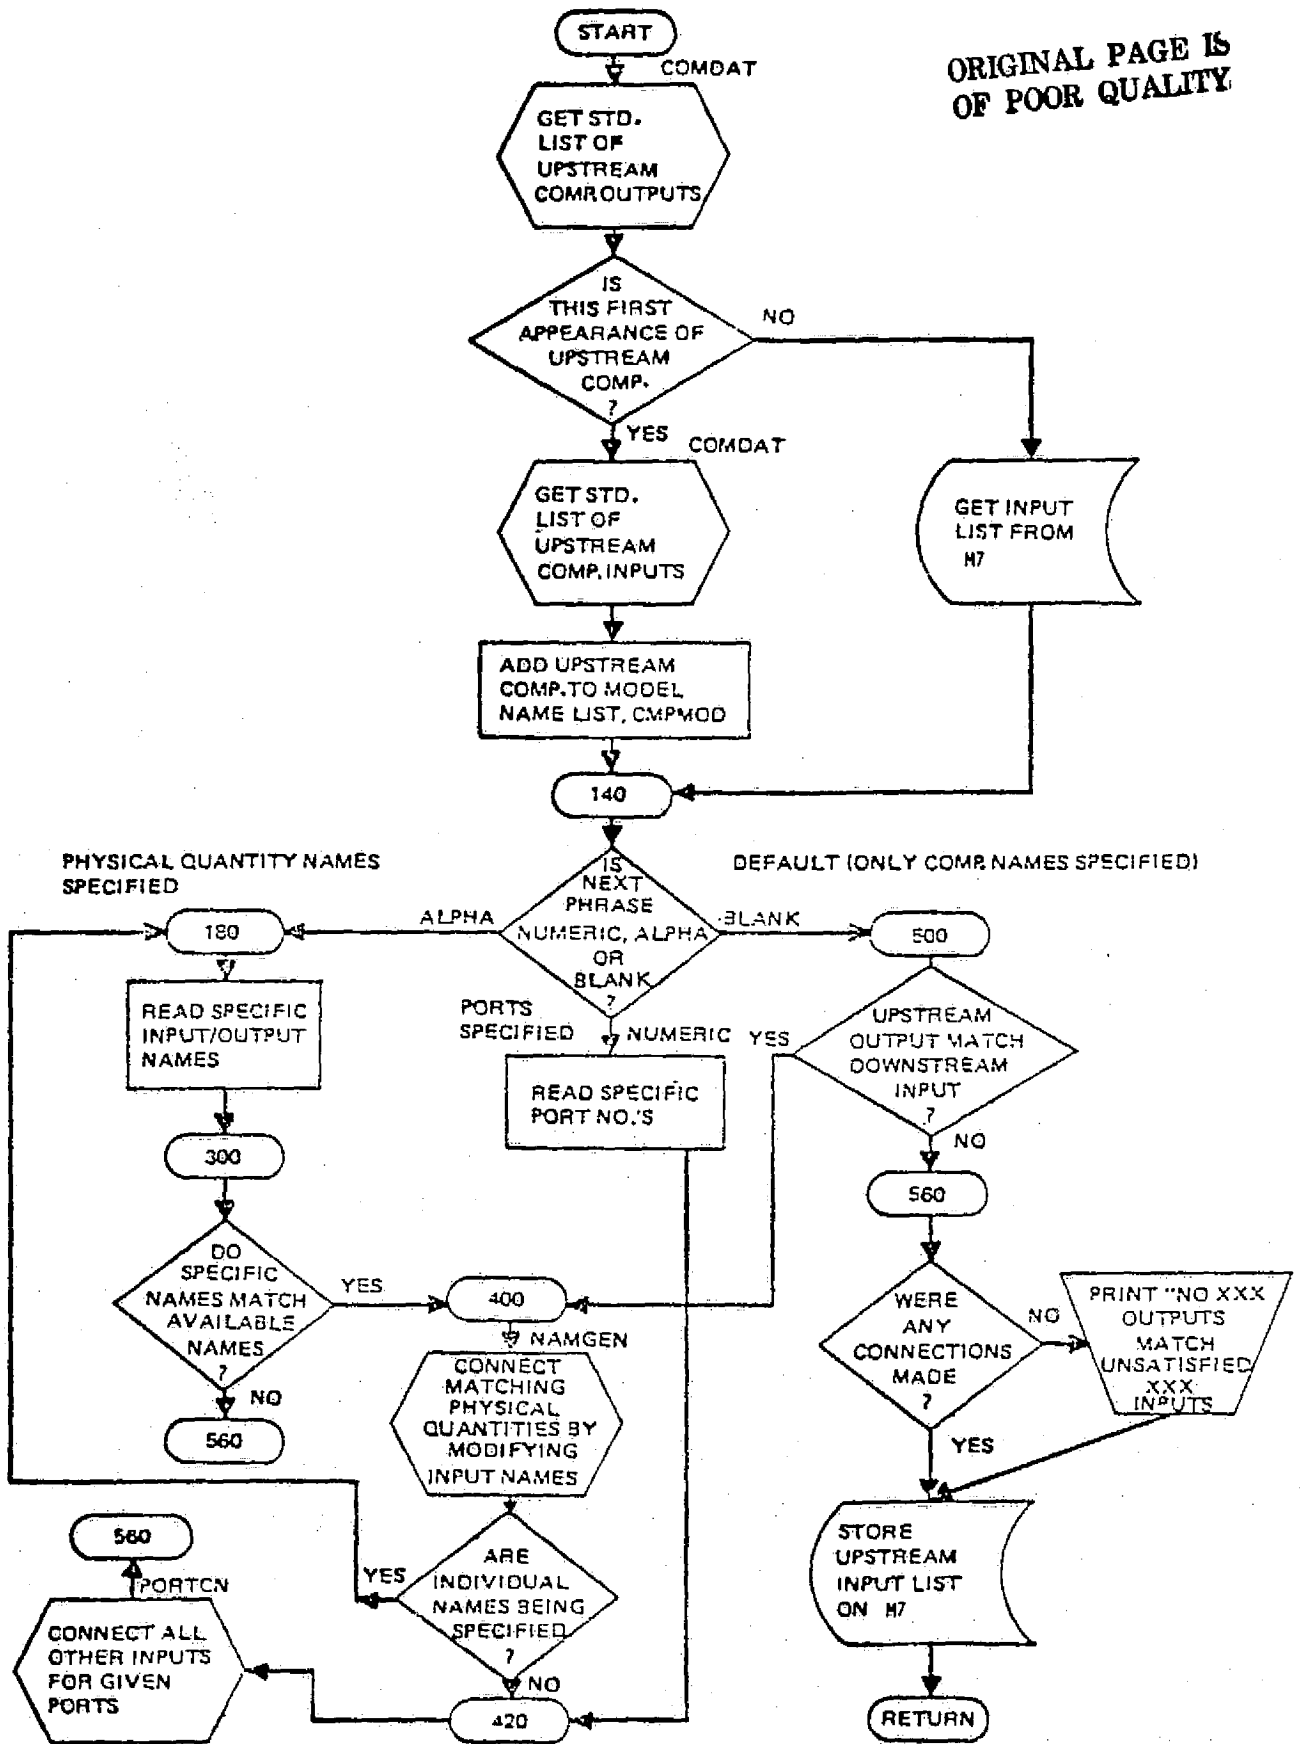 START
COMDAT
ORIGINAL PAGE IS
OF POOR QUALITY
GET STD.
LIST OF
UPSTREAM
COMP. OUTPUTS
IS
THIS FIRST
APPEARANCE OF
UPSTREAM
COMP.
?
NO
YES
COMDAT
GET STD.
LIST OF
UPSTREAM
COMP. INPUTS
GET INPUT
LIST FROM
M7
ADD UPSTREAM
COMP. TO MODEL
NAME LIST, CMPMOD
140
PHYSICAL QUANTITY NAMES
SPECIFIED
DEFAULT (ONLY COMP. NAMES SPECIFIED)
IS
NEXT
PHRASE
NUMERIC, ALPHA
OR
BLANK
?
ALPHA
BLANK
180
500
READ SPECIFIC
INPUT/OUTPUT
NAMES
PORTS
SPECIFIED
NUMERIC
YES
UPSTREAM
OUTPUT MATCH
DOWNSTREAM
INPUT
?
READ SPECIFIC
PORT NO.'S
NO
300
560
DO
SPECIFIC
NAMES MATCH
AVAILABLE
NAMES
?
YES
400
NAMGEN
WERE
ANY
CONNECTIONS
MADE
?
NO
PRINT "NO XXX
OUTPUTS
MATCH
UNSATISFIED
XXX
INPUTS
NO
560
CONNECT
MATCHING
PHYSICAL
QUANTITIES BY
MODIFYING
INPUT NAMES
YES
560
PORTCN
YES
ARE
INDIVIDUAL
NAMES BEING
SPECIFIED
?
STORE
UPSTREAM
INPUT LIST
ON M7
CONNECT ALL
OTHER INPUTS
FOR GIVEN
PORTS
NO
420
RETURN